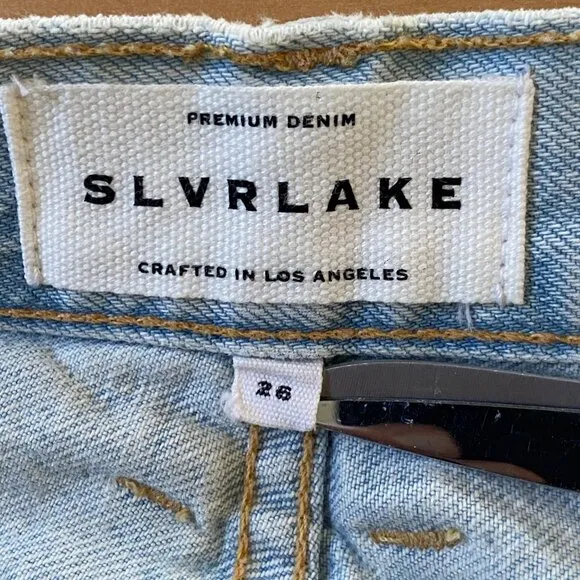 PREMIUM DENIM
SLVRLAKE
CRAFTED IN LOS ANGELES
26